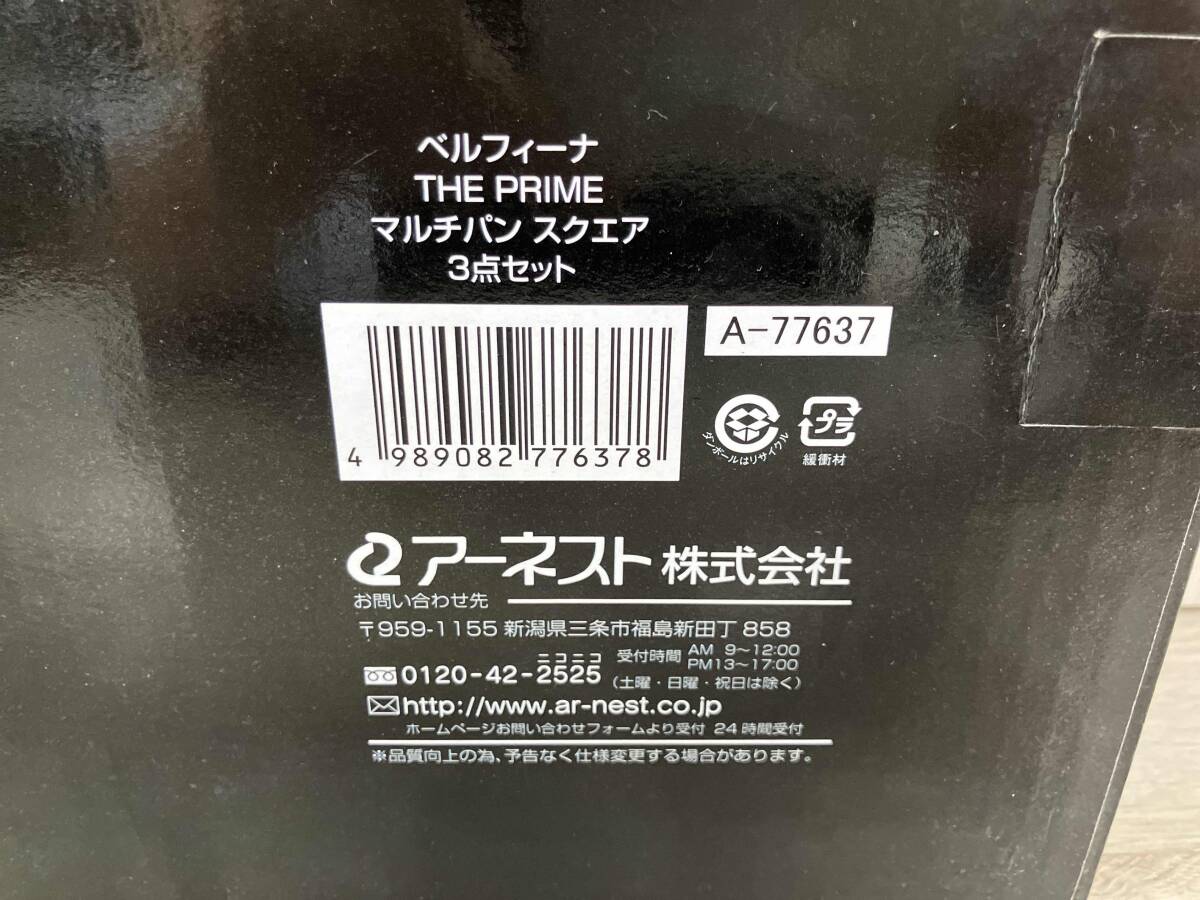 ベルフィーナ
THE PRIME
マルチパン スクエア
3点セット
A-77637
4 989082 776378
ダンボールはリサイクル
プラ
緩衝材
アーネスト 株式会社
お問い合わせ先
〒959-1155 新潟県三条市福島新田丁 858
ニコニコ
0120-42-2525 受付時間 AM 9〜12:00
PM13〜17:00
(土曜・日曜・祝日は除く)
http://www.ar-nest.co.jp
ホームページお問い合わせフォームより受付 24時間受付
※品質向上の為、予告なく仕様変更する場合があります。